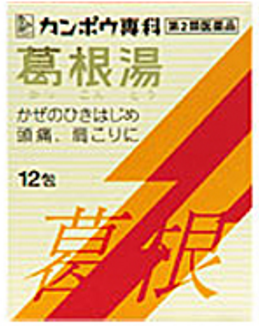 カンポウ専科 第2類医薬品
葛根湯
かっこんとう
かぜのひきはじめ
頭痛、肩こりに
12包
葛根